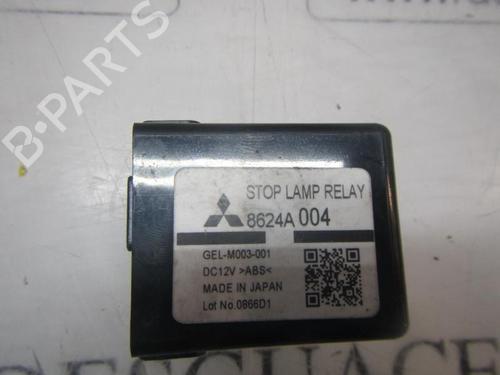 B-PARTS
STOP LAMP RELAY
8624A 004
GEL-M003-001
DC12V >ABS<
MADE IN JAPAN
Lot No.0866D1